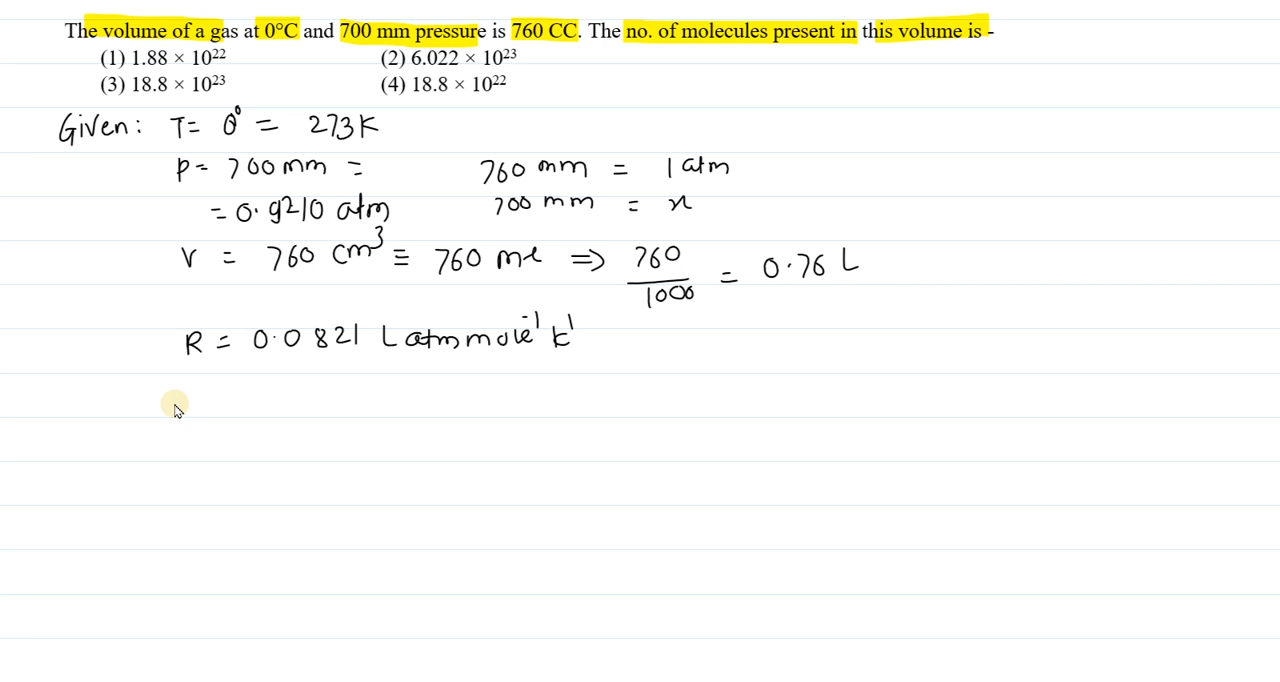 The volume of a gas at 0°C and 700 mm pressure is 760 CC. The no. of molecules present in this volume is -
(1) 1.88 × 10²² (2) 6.022 × 10²³
(3) 18.8 × 10²³ (4) 18.8 × 10²²
Given: T = 0° = 273K
P = 700 mm = 760 mm = 1 atm
= 0.9210 atm 700 mm = x
V = 760 cm³ ≡ 760 ml ⇒ 760/1000 = 0.76 L
R = 0.0821 L atm mole⁻¹ K⁻¹